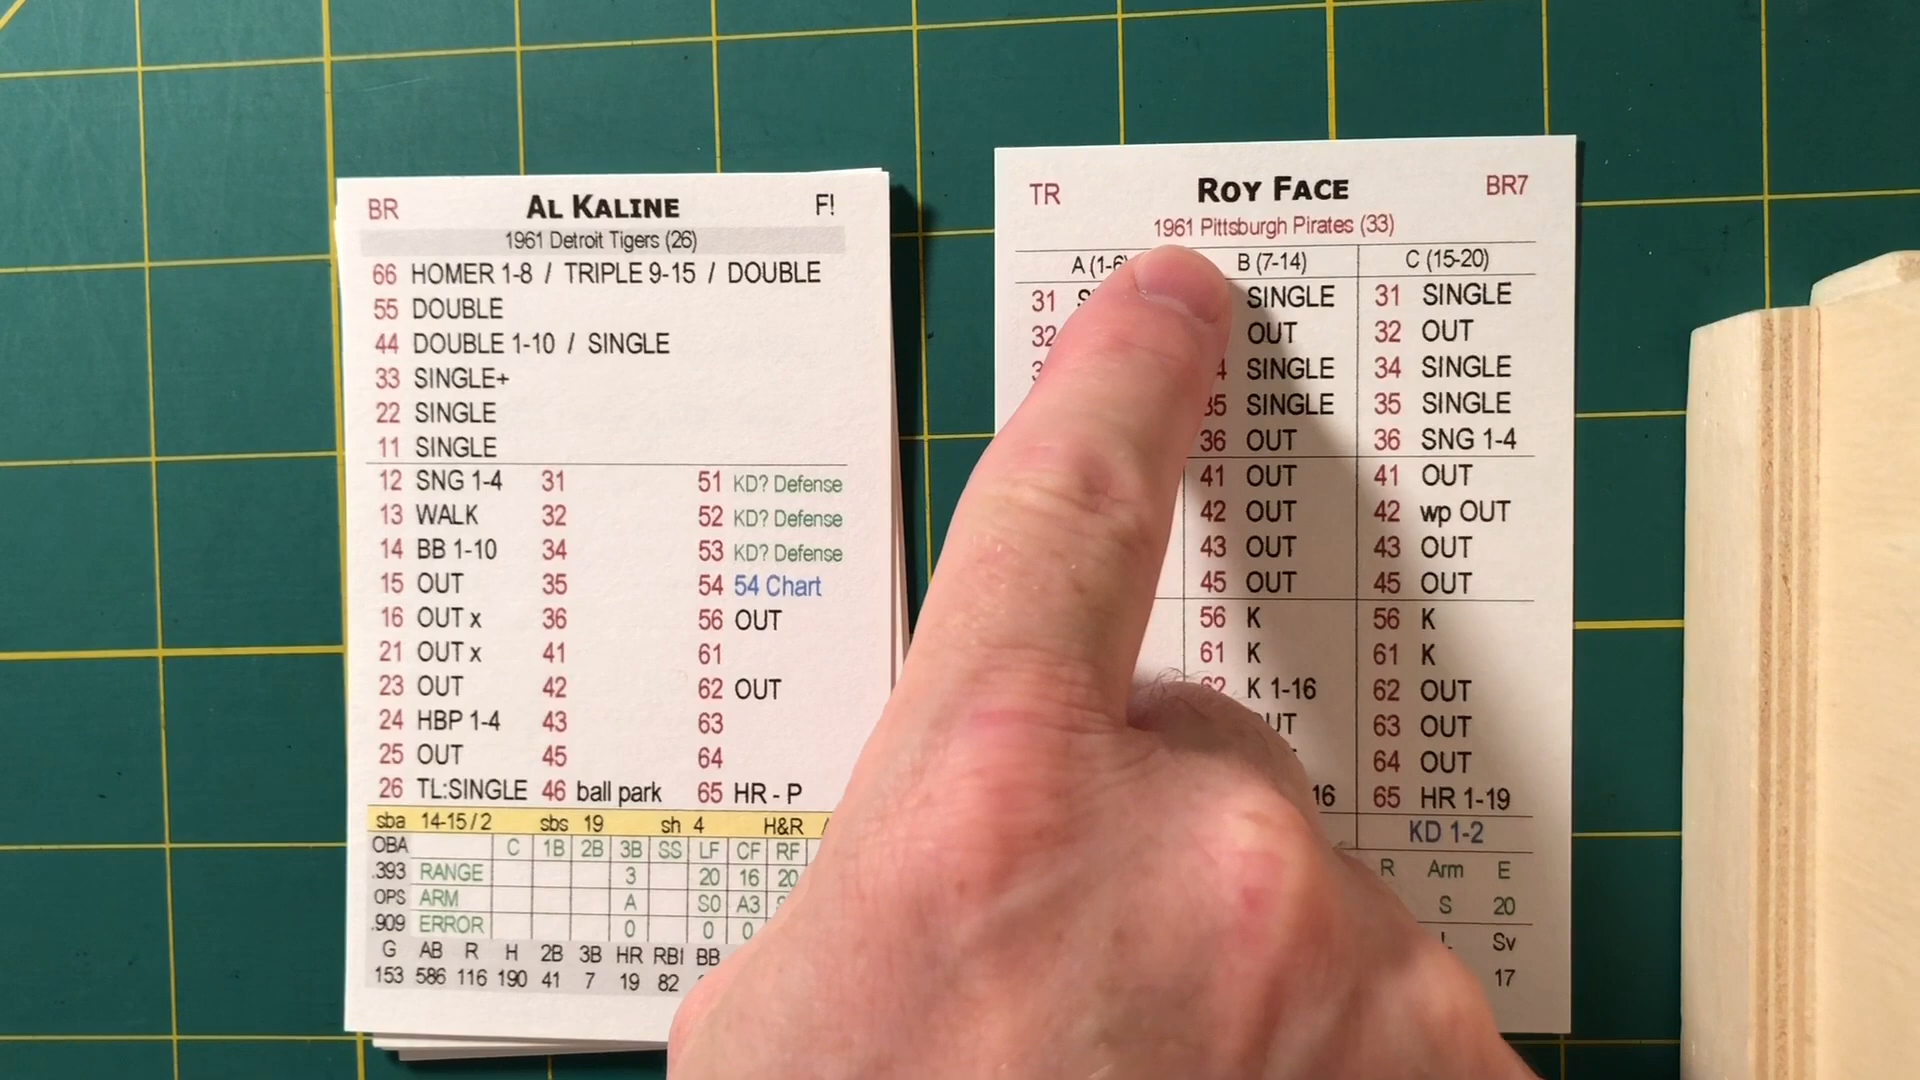 BR AL KALINE F!
1961 Detroit Tigers (26)
66 HOMER 1-8 / TRIPLE 9-15 / DOUBLE
55 DOUBLE
44 DOUBLE 1-10 / SINGLE
33 SINGLE+
22 SINGLE
11 SINGLE
12 SNG 1-4 31 51 KD? Defense
13 WALK 32 52 KD? Defense
14 BB 1-10 34 53 KD? Defense
15 OUT 35 54 54 Chart
16 OUT x 36 56 OUT
21 OUT x 41 61
23 OUT 42 62 OUT
24 HBP 1-4 43 63
25 OUT 45 64
26 TL:SINGLE 46 ball park 65 HR - P
sba 14-15 / 2 sbs 19 sh 4 H&R /
OBA C 1B 2B 3B SS LF CF RF
.393 RANGE 3 20 16 20
OPS ARM A S0 A3
.909 ERROR 0 0 0
G AB R H 2B 3B HR RBI BB
153 586 116 190 41 7 19 82
TR ROY FACE BR7
1961 Pittsburgh Pirates (33)
A (1-6) B (7-14) C (15-20)
31 SINGLE 31 SINGLE
32 OUT 32 OUT
SINGLE 34 SINGLE
35 SINGLE 35 SINGLE
36 OUT 36 SNG 1-4
41 OUT 41 OUT
42 OUT 42 wp OUT
43 OUT 43 OUT
45 OUT 45 OUT
56 K 56 K
61 K 61 K
62 K 1-16 62 OUT
OUT 63 OUT
64 OUT
16 65 HR 1-19
KD 1-2
R Arm E
S 20
Sv
17